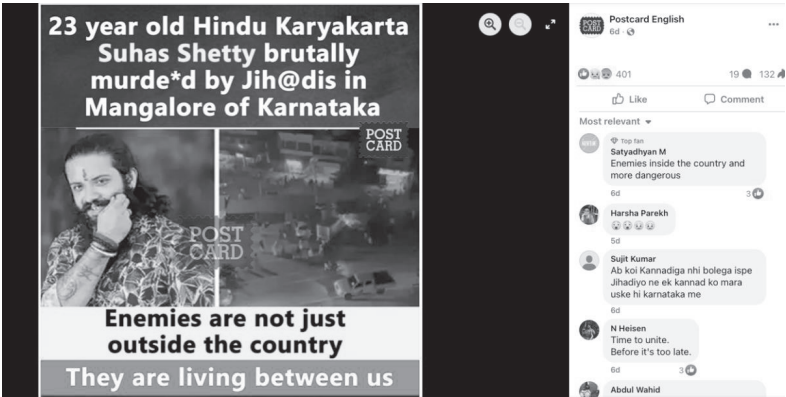 23 year old Hindu Karyakarta
Suhas Shetty brutally
murde*d by Jih@dis in
Mangalore of Karnataka
POST
CARD
POST
CARD
Enemies are not just
outside the country
They are living between us
POST
CARD
Postcard English
6d
401
19
132
Like
Comment
Most relevant
Top fan
Satyadhyan M
Enemies inside the country and
more dangerous
6d
3
Harsha Parekh
5d
Sujit Kumar
Ab koi Kannadiga nhi bolega ispe
Jihadiyo ne ek kannad ko mara
uske hi karnataka me
6d
N Heisen
Time to unite.
Before it's too late.
6d
3
Abdul Wahid